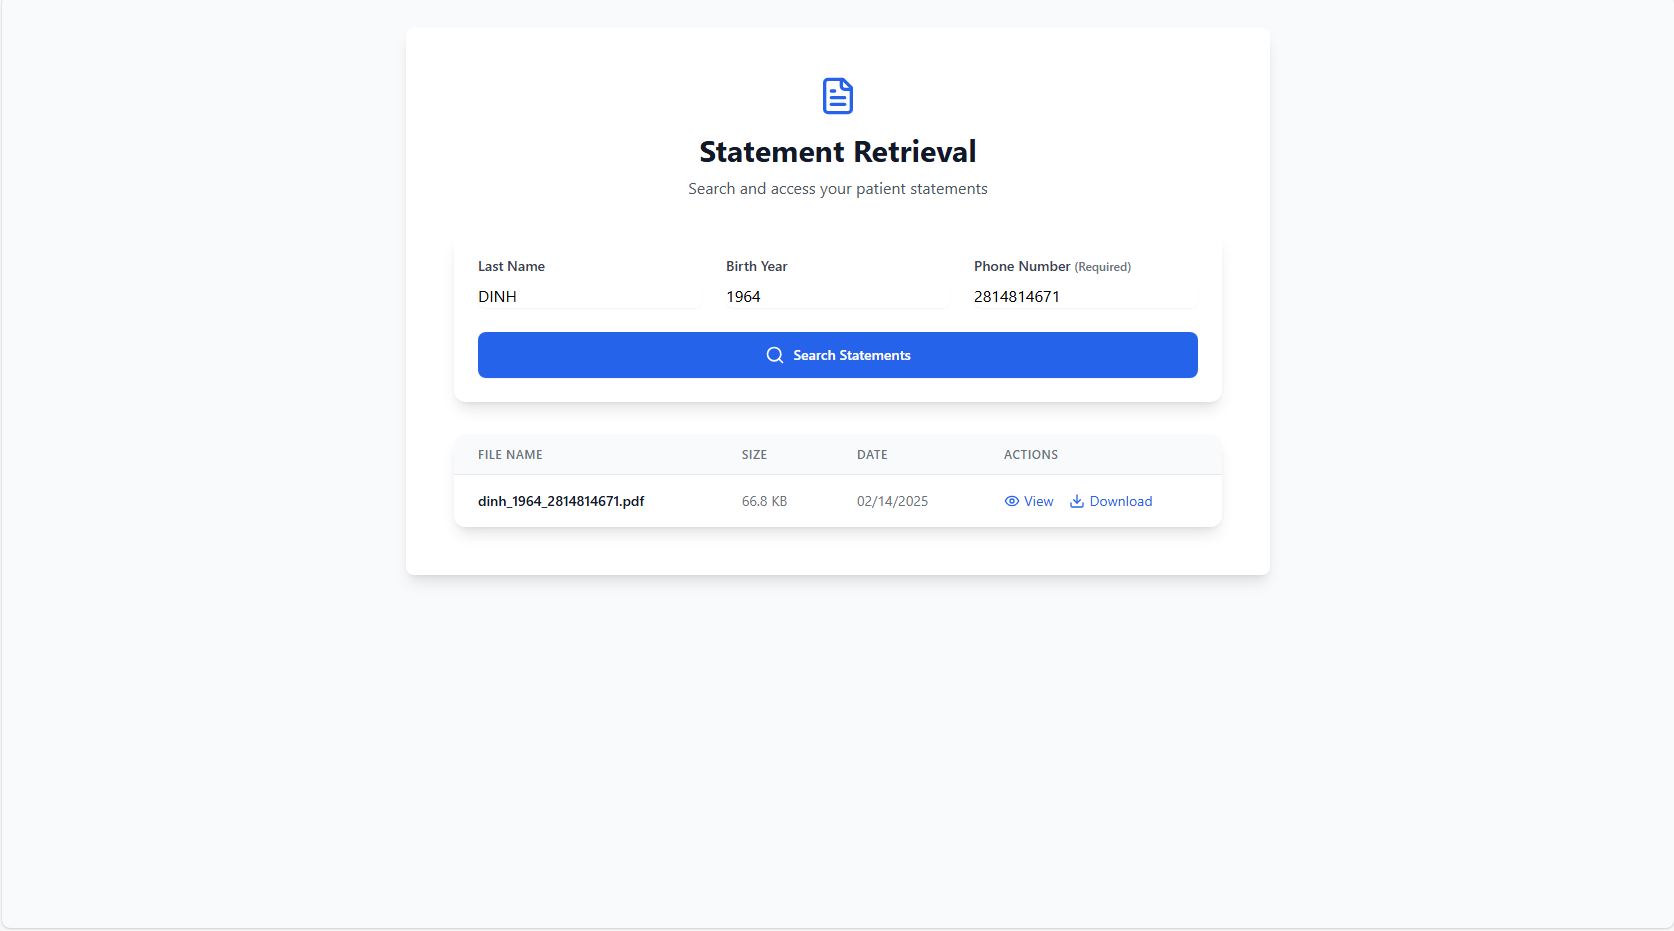 Statement Retrieval
Search and access your patient statements
Last Name
Birth Year
Phone Number (Required)
DINH
1964
2814814671
Search Statements
FILE NAME SIZE DATE ACTIONS
dinh_1964_2814814671.pdf 66.8 KB 02/14/2025 View Download